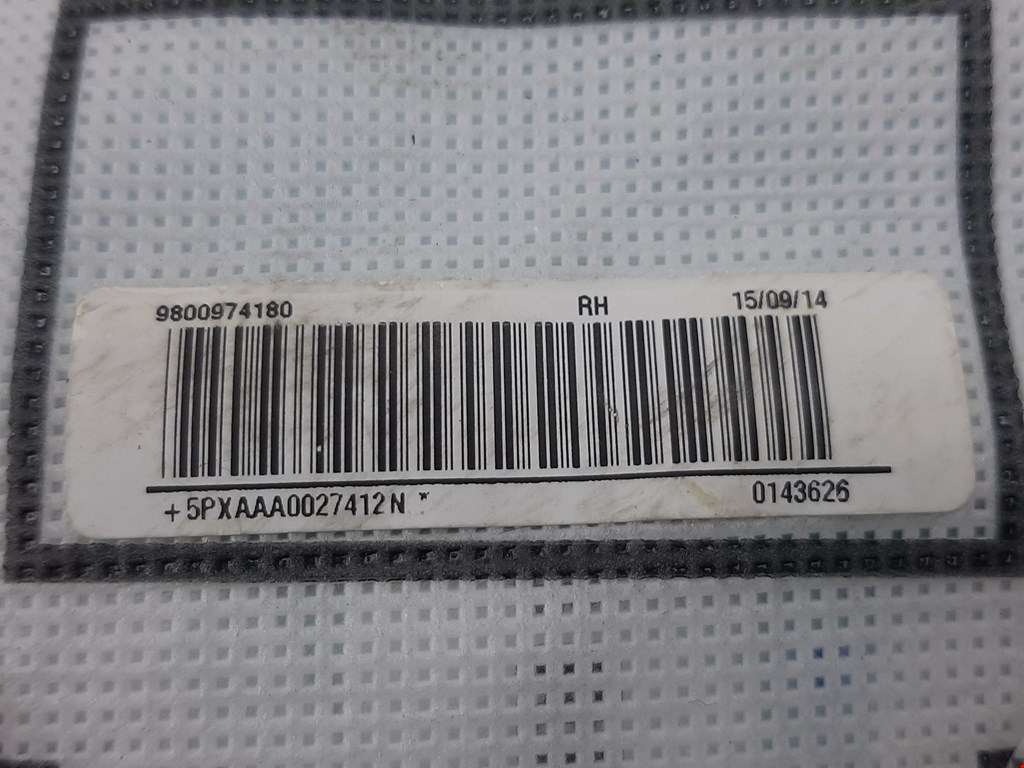 9800974180 RH 15/09/14
+5PXAAA0027412N * 0143626